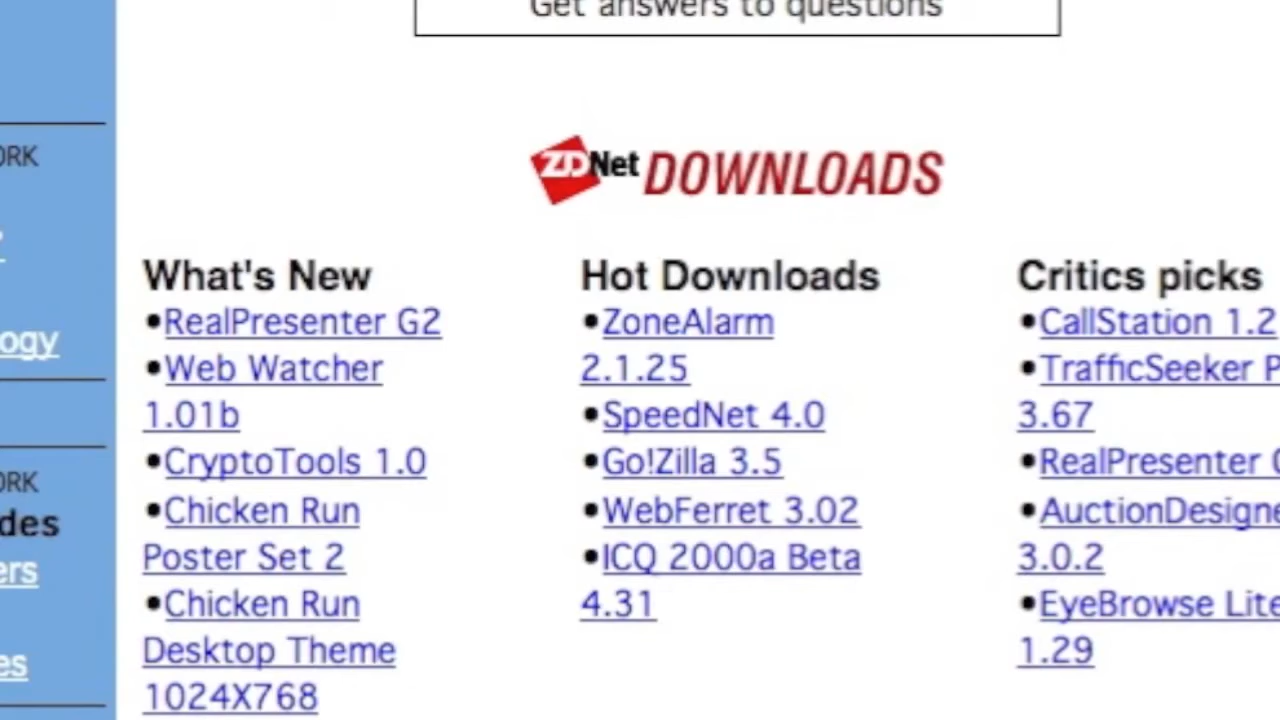 Get answers to questions
ORK
ogy
ORK
des
ers
es
ZDNet DOWNLOADS
What's New
•RealPresenter G2
•Web Watcher
1.01b
•CryptoTools 1.0
•Chicken Run
Poster Set 2
•Chicken Run
Desktop Theme
1024X768
Hot Downloads
•ZoneAlarm
2.1.25
•SpeedNet 4.0
•Go!Zilla 3.5
•WebFerret 3.02
•ICQ 2000a Beta
4.31
Critics picks
•CallStation 1.2
•TrafficSeeker P
3.67
•RealPresenter
•AuctionDesigne
3.0.2
•EyeBrowse Lite
1.29